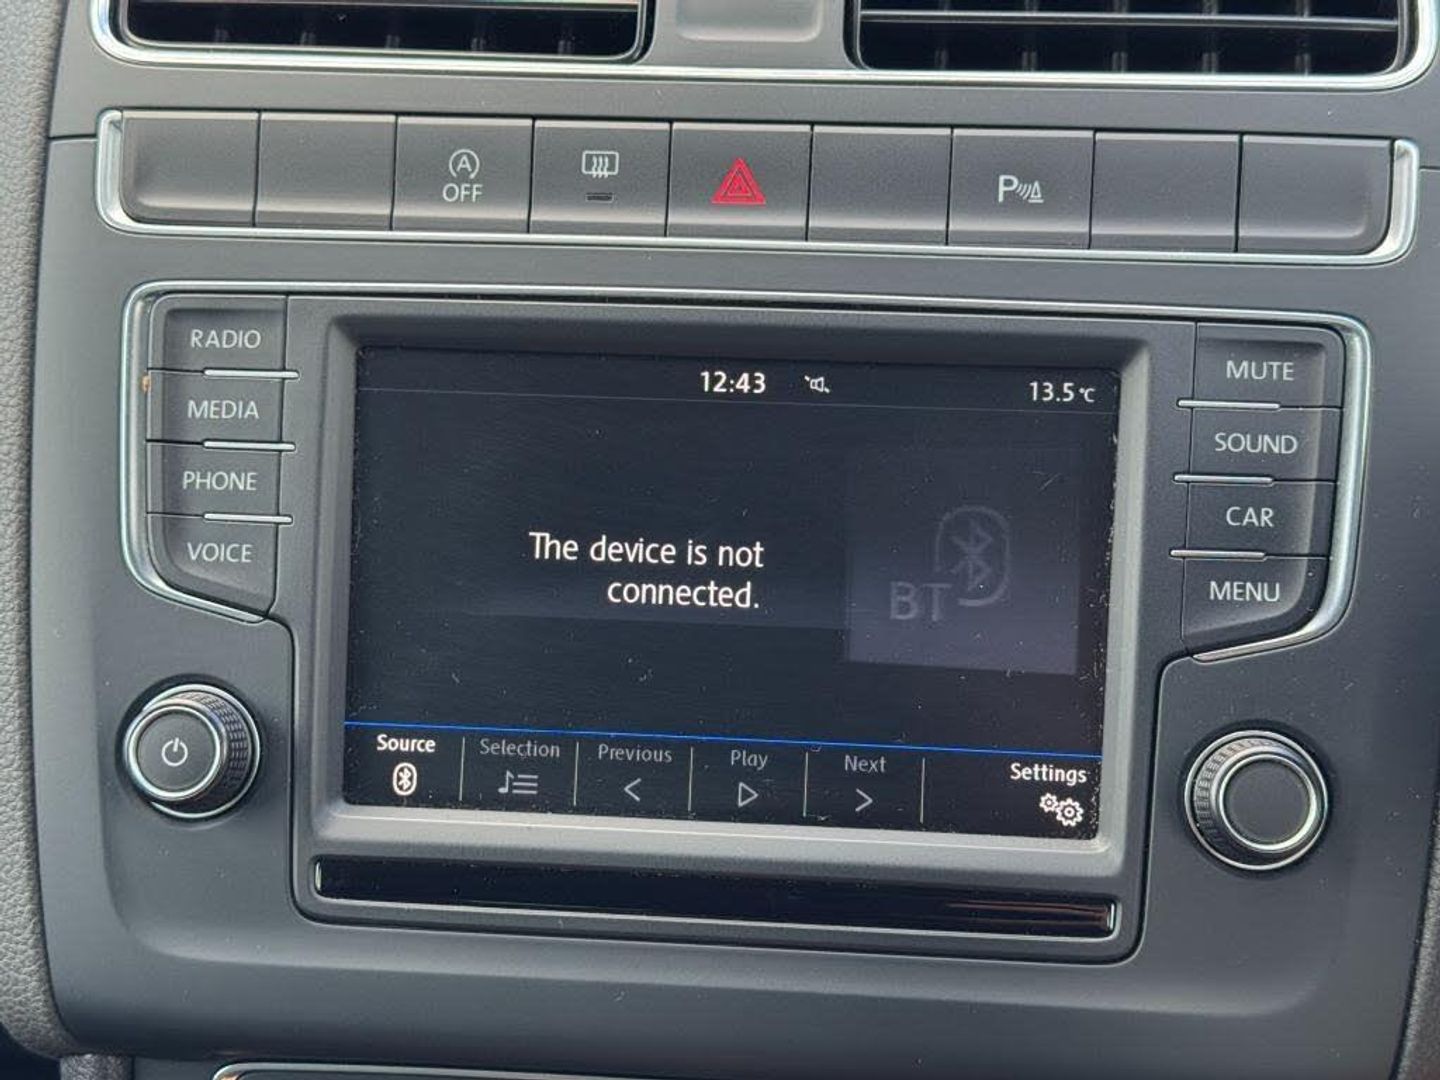 A
OFF
P
RADIO
MEDIA
PHONE
VOICE
12:43
13.5°C
The device is not
connected.
BT
Source
Selection
Previous
Play
Next
Settings
MUTE
SOUND
CAR
MENU